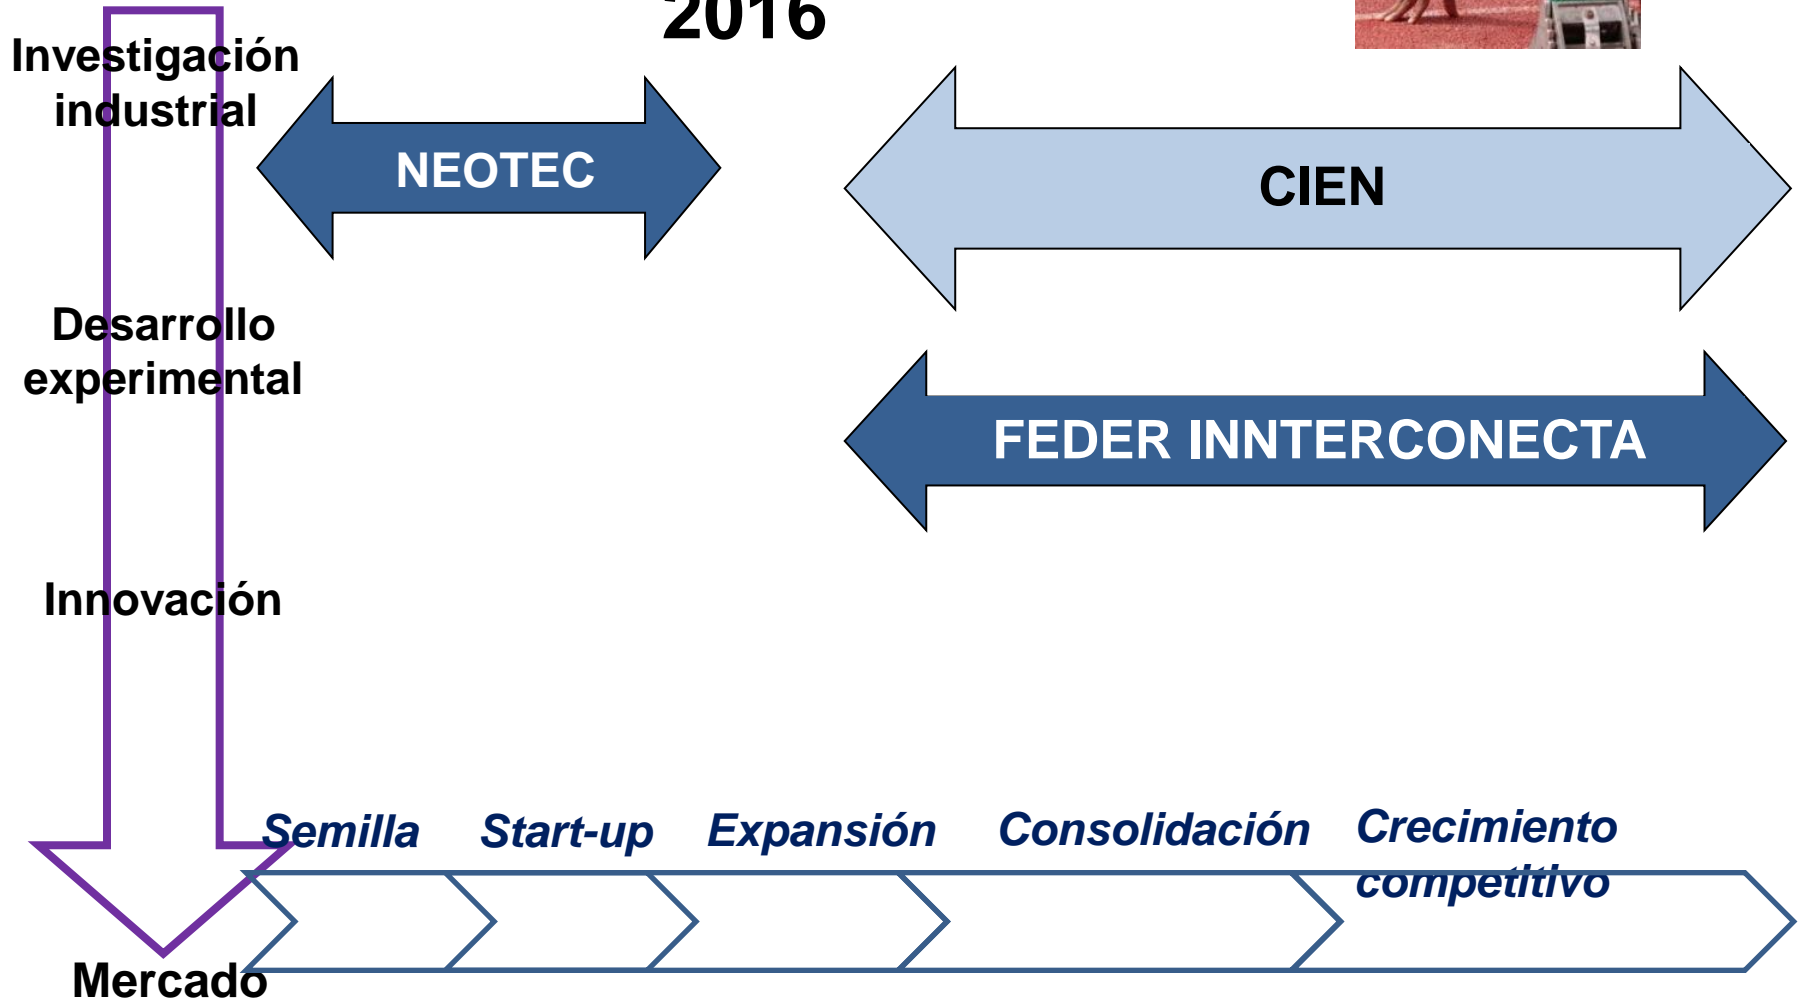 2016
Investigación
industrial
NEOTEC
CIEN
Desarrollo
experimental
FEDER INNTERCONECTA
Innovación
Semilla
Start-up
Expansión
Consolidación
Crecimiento
competitivo
Mercado